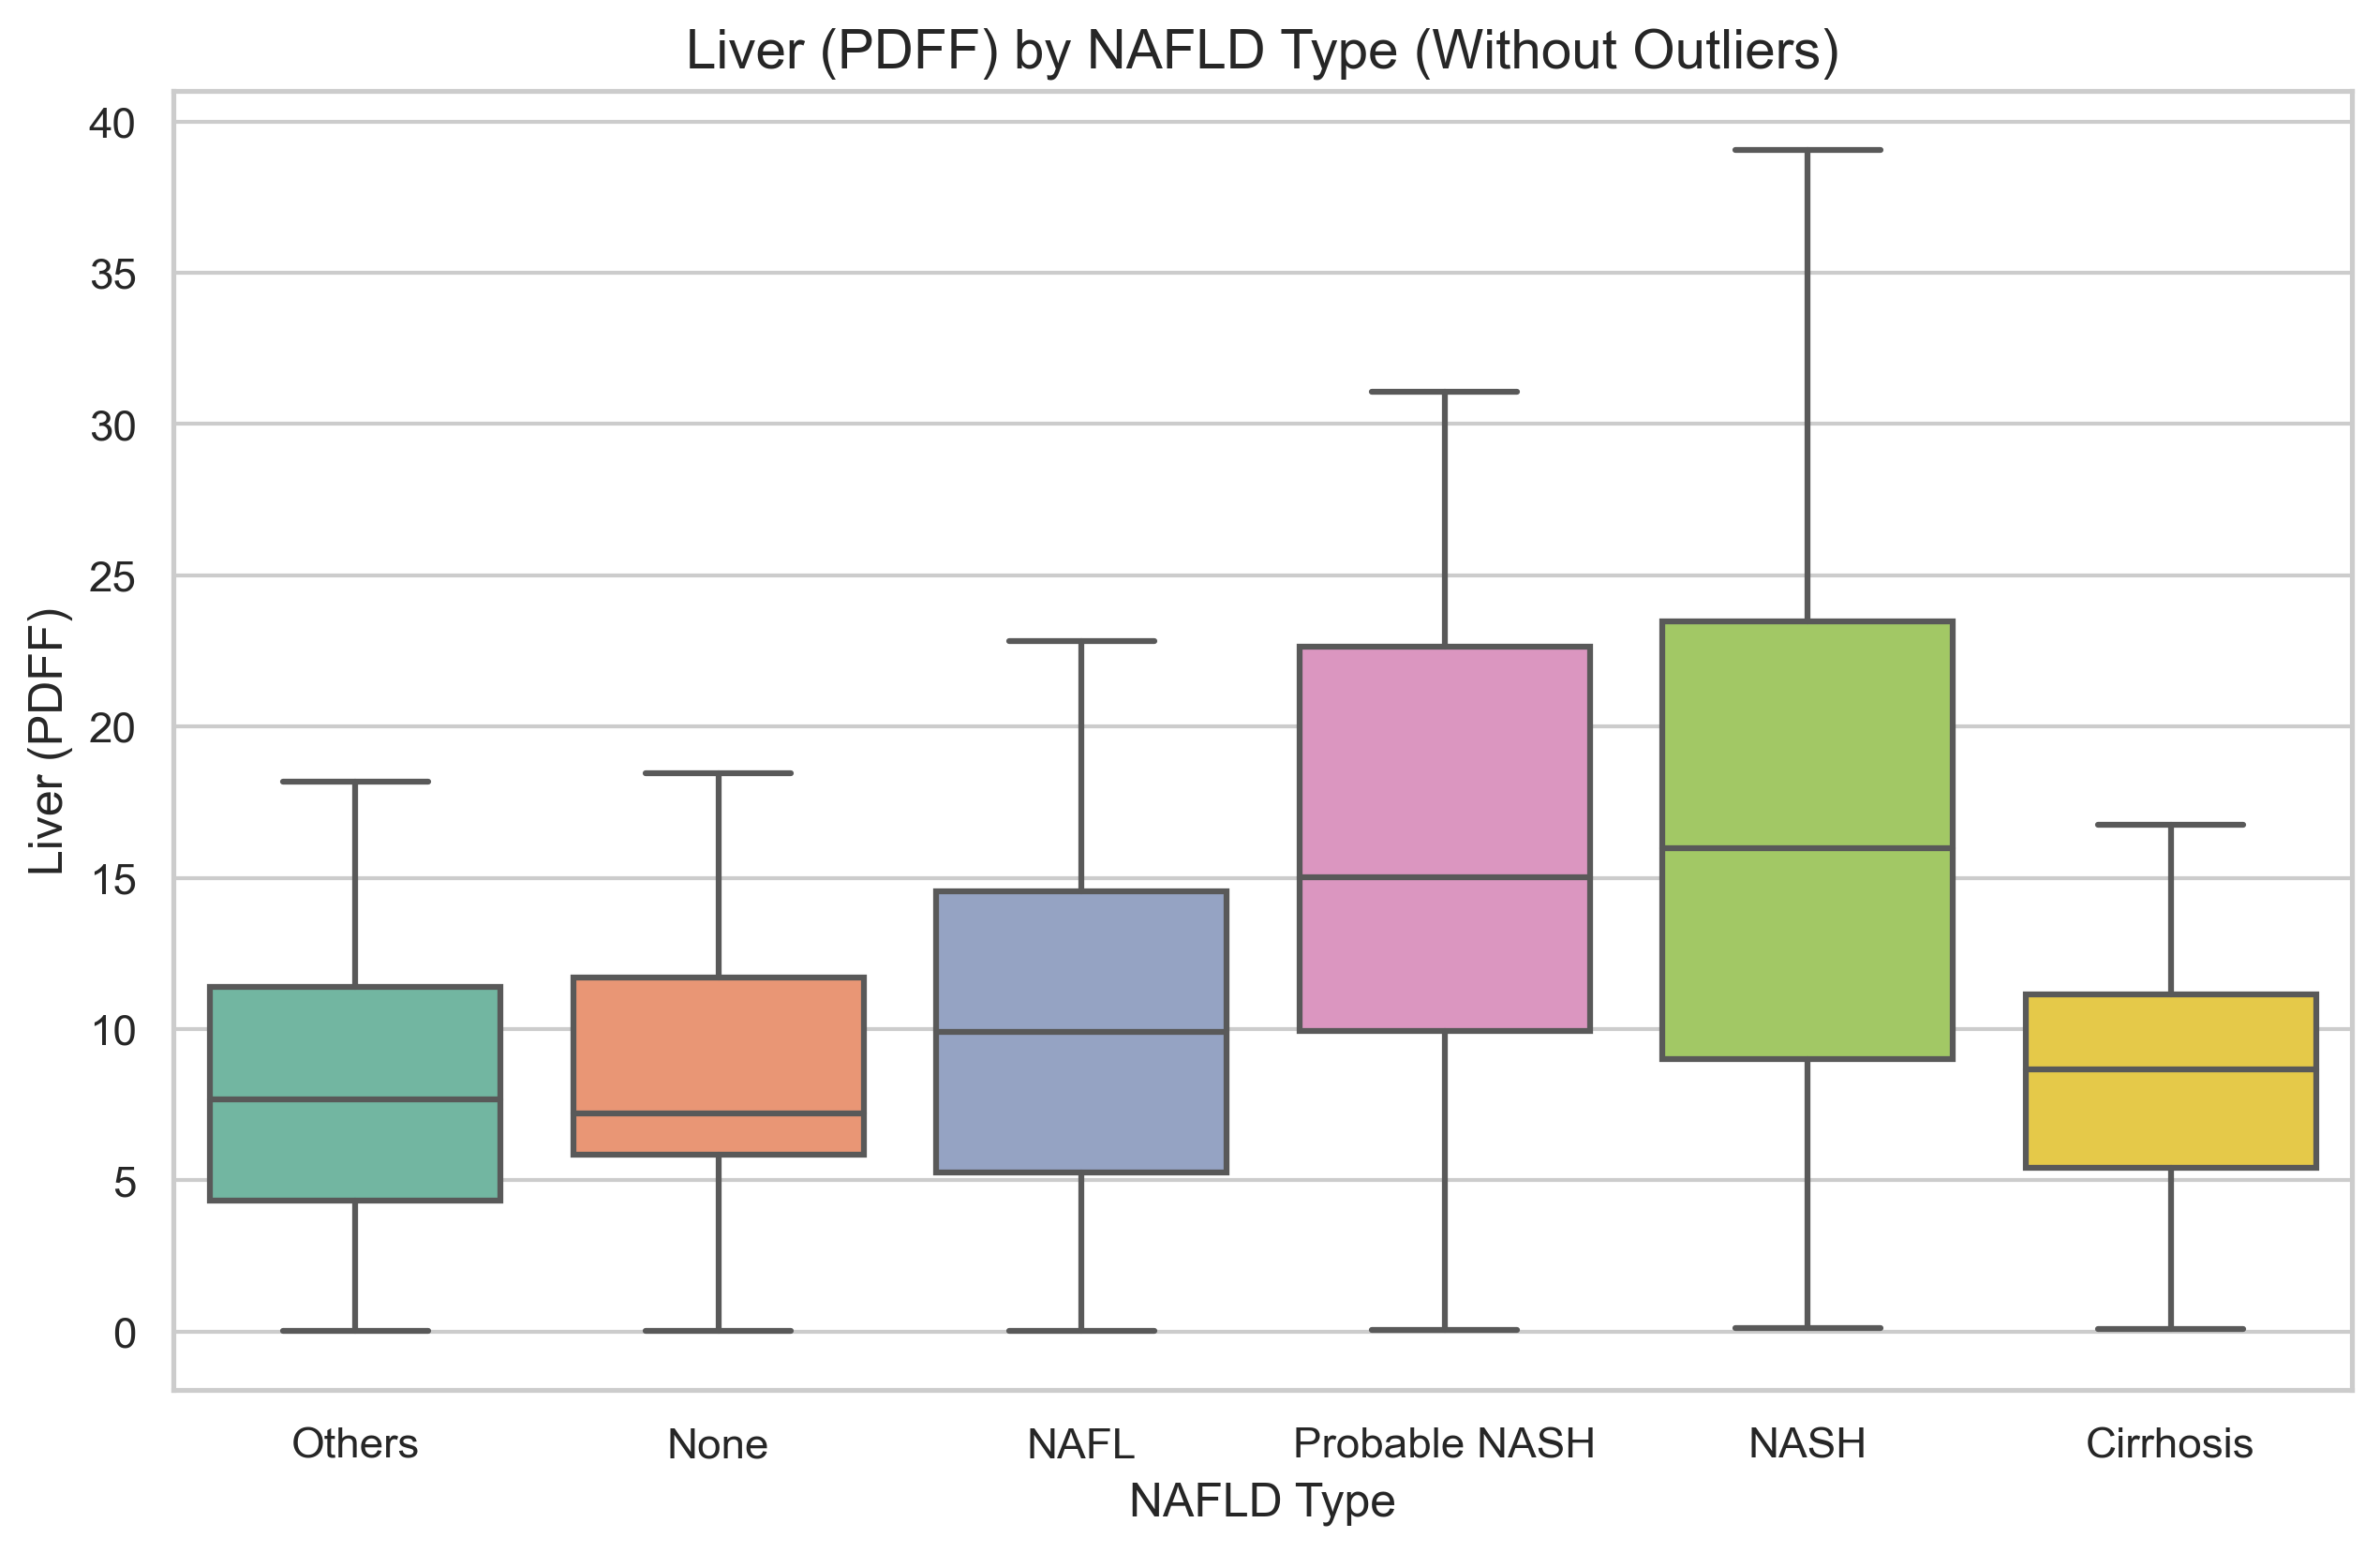 Liver (PDFF) by NAFLD Type (Without Outliers)
Liver (PDFF)
40
35
30
25
20
15
10
5
0
Others None NAFL Probable NASH NASH Cirrhosis
NAFLD Type